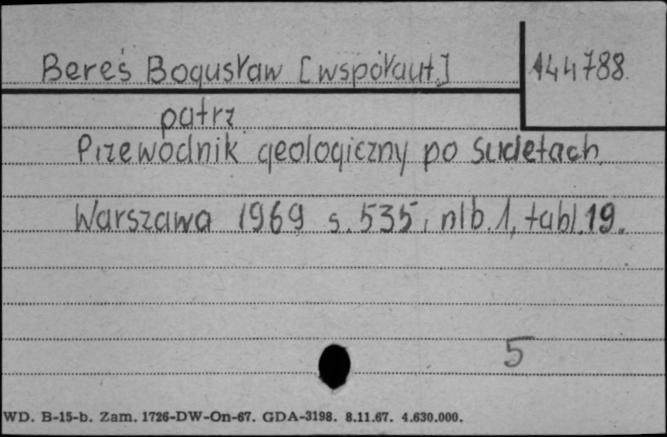 Bereś Bogusław [współaut.] 144788
patrz
Przewodnik geologiczny po Sudetach
Warszawa 1969 s. 535, nlb. 1, tabl. 19.
5
WD. B-15-b. Zam. 1726-DW-On-67. GDA-3198. 8.11.67. 4.630.000.